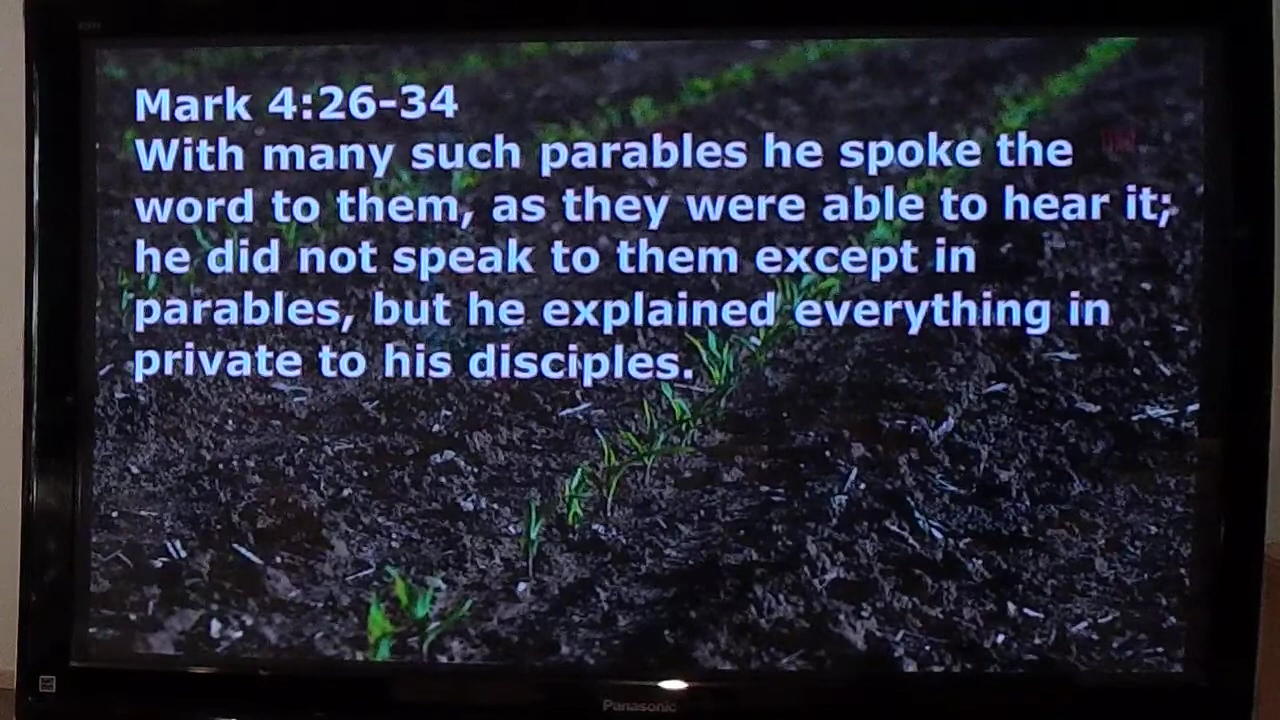 Mark 4:26-34
With many such parables he spoke the
word to them, as they were able to hear it;
he did not speak to them except in
parables, but he explained everything in
private to his disciples.
Panasonic